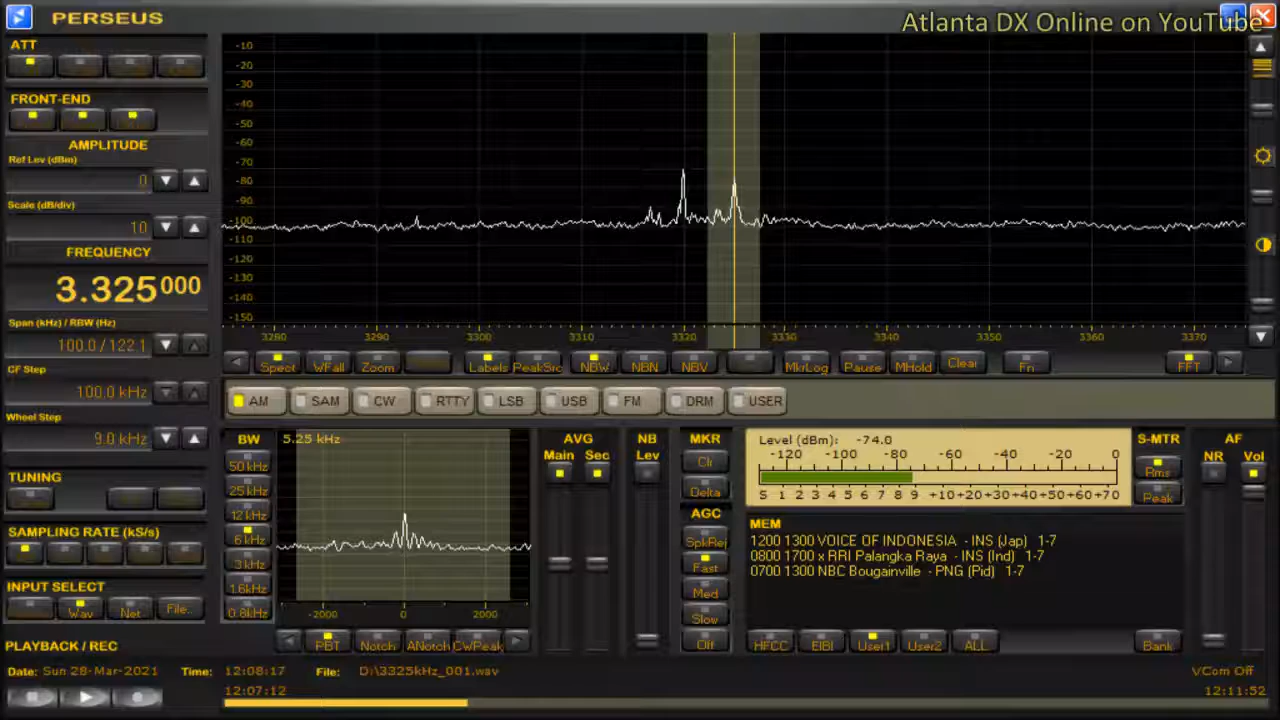 PERSEUS
Atlanta DX Online on YouTube
ATT
FRONT-END
AMPLITUDE
Ref Lev (dBm)
0
Scale (dB/div)
10
FREQUENCY
3.325000
Span (kHz) / RBW (Hz)
100.0 / 122.1
CF Step
100.0 kHz
Wheel Step
9.0 kHz
TUNING
SAMPLING RATE (kS/s)
INPUT SELECT
Wav Net File..
PLAYBACK / REC
-10
-20
-30
-40
-50
-60
-70
-80
-90
-100
-110
-120
-130
-140
-150
3280 3290 3300 3310 3320 3330 3340 3350 3360 3370
Spect WFall Zoom Labels PeakSrc NBW NBN NBV MkrLog Pause MHold Clear Fn FFT
AM SAM CW RTTY LSB USB FM DRM USER
BW
50 kHz
25 kHz
12 kHz
6 kHz
3 kHz
1.6kHz
0.8kHz
5.25 kHz
-2000 0 2000
PBT Notch ANotch CWPeak
AVG
Main Sec
NB
Lev
MKR
Clr
Delta
AGC
SpkRej
Fast
Med
Slow
Off
Level (dBm): -74.0
-120 -100 -80 -60 -40 -20 0
S 1 2 3 4 5 6 7 8 9 +10+20+30+40+50+60+70
S-MTR
Rms
Peak
AF
NR Vol
MEM
1200 1300 VOICE OF INDONESIA - INS (Jap) 1-7
0800 1700 x RRI Palangka Raya - INS (Ind) 1-7
0700 1300 NBC Bougainville - PNG (Pid) 1-7
HFCC EIBI User1 User2 ALL Bank
Date: Sun 28-Mar-2021 Time: 12:08:17 File: D:\3325kHz_001.wav VCom Off
12:07:12 12:11:52